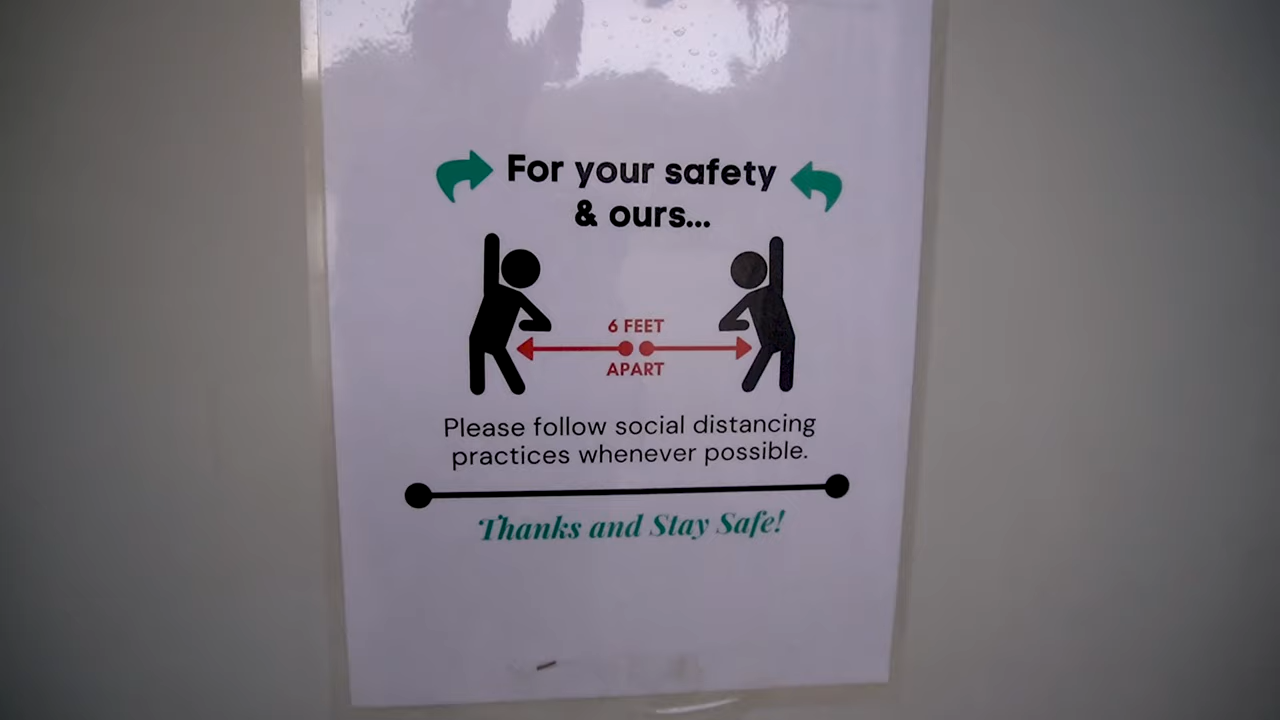 For your safety
& ours...
6 FEET
APART
Please follow social distancing
practices whenever possible.
Thanks and Stay Safe!